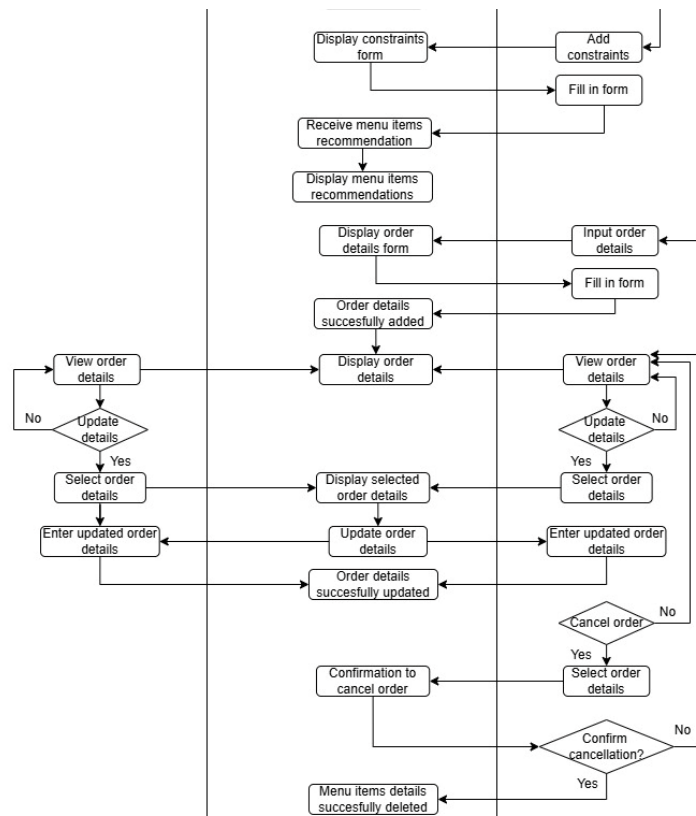 Display constraints
form
Add
constraints
Fill in form
Receive menu items
recommendation
Display menu items
recommendations
Display order
details form
Input order
details
Fill in form
Order details
succesfully added
View order
details
Display order
details
View order
details
No
Update
details
Update
details
No
Yes
Yes
Select order
details
Display selected
order details
Select order
details
Enter updated order
details
Update order
details
Enter updated order
details
Order details
succesfully updated
Cancel order
No
Yes
Confirmation to
cancel order
Select order
details
Confirm
cancellation?
No
Yes
Menu items details
succesfully deleted